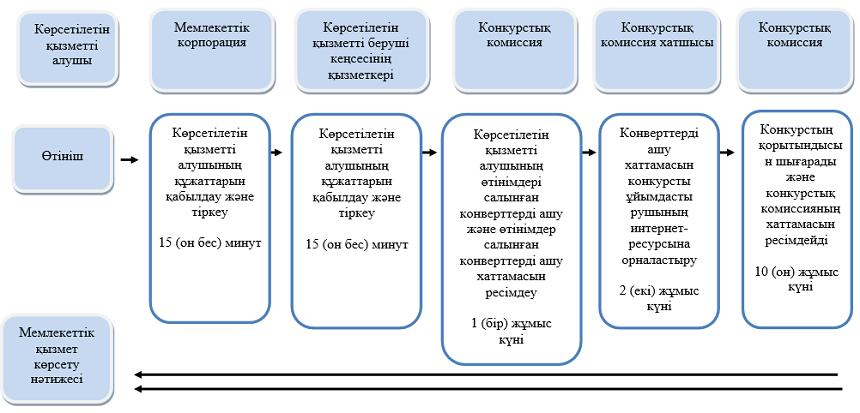 Көрсетілетін
қызметті
алушы
Мемлекеттік
корпорация
Көрсетілетін
қызметті беруші
кеңсесінің
қызметкері
Конкурстық
комиссия
Конкурстық
комиссия хатшысы
Конкурстық
комиссия
Өтініш
Көрсетілетін
қызметті
алушының
құжаттарын
қабылдау және
тіркеу
15 (он бес) минут
Көрсетілетін
қызметті
алушының
құжаттарын
қабылдау және
тіркеу
15 (он бес) минут
Көрсетілетін
қызметті
алушының
өтінімдері
салынған
конверттерді ашу
және өтінімдер
салынған
конверттерді ашу
хаттамасын
ресімдеу
1 (бір) жұмыс
күні
Конверттерді
ашу
хаттамасын
конкурсты
ұйымдасты
рушының
интернет-
ресурсына
орналастыру
2 (екі) жұмыс
күні
Конкурстың
қорытындысы
н шығарады
және
конкурстық
комиссияның
хаттамасын
ресімдейді
10 (он) жұмыс
күні
Мемлекеттік
қызмет
көрсету
нәтижесі